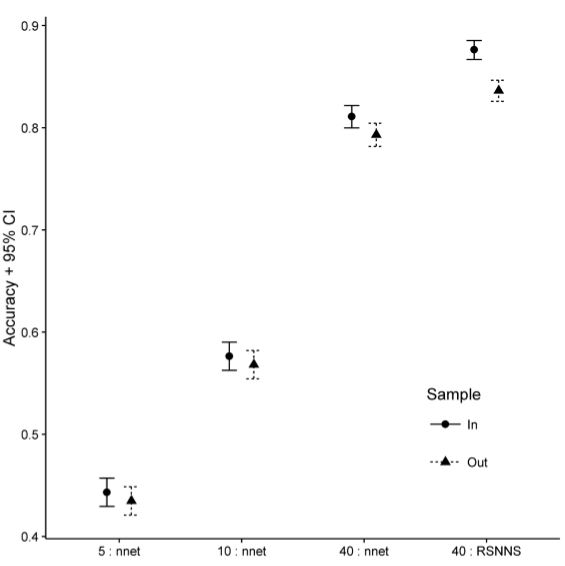 0.9
0.8
0.7
0.6
0.5
0.4
Accuracy + 95% CI
Sample
In
Out
5 : nnet
10 : nnet
40 : nnet
40 : RSNNS